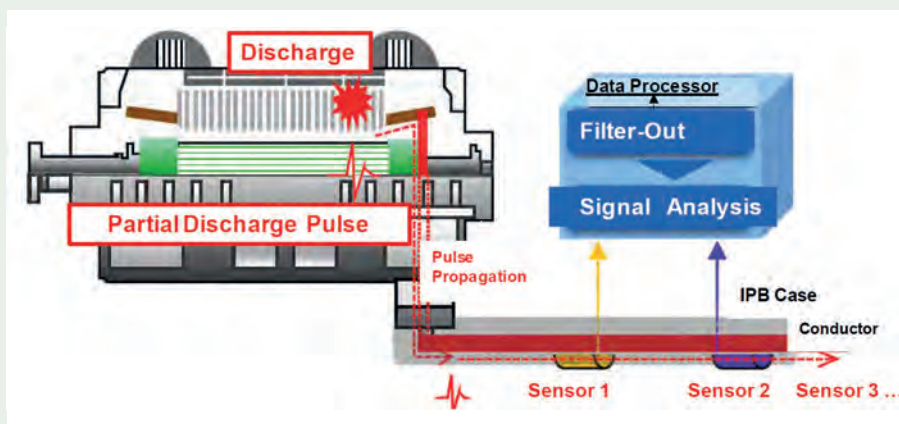 Discharge
Data Processor
Filter-Out
Signal Analysis
Partial Discharge Pulse
Pulse
Propagation
IPB Case
Conductor
Sensor 1
Sensor 2
Sensor 3 ...